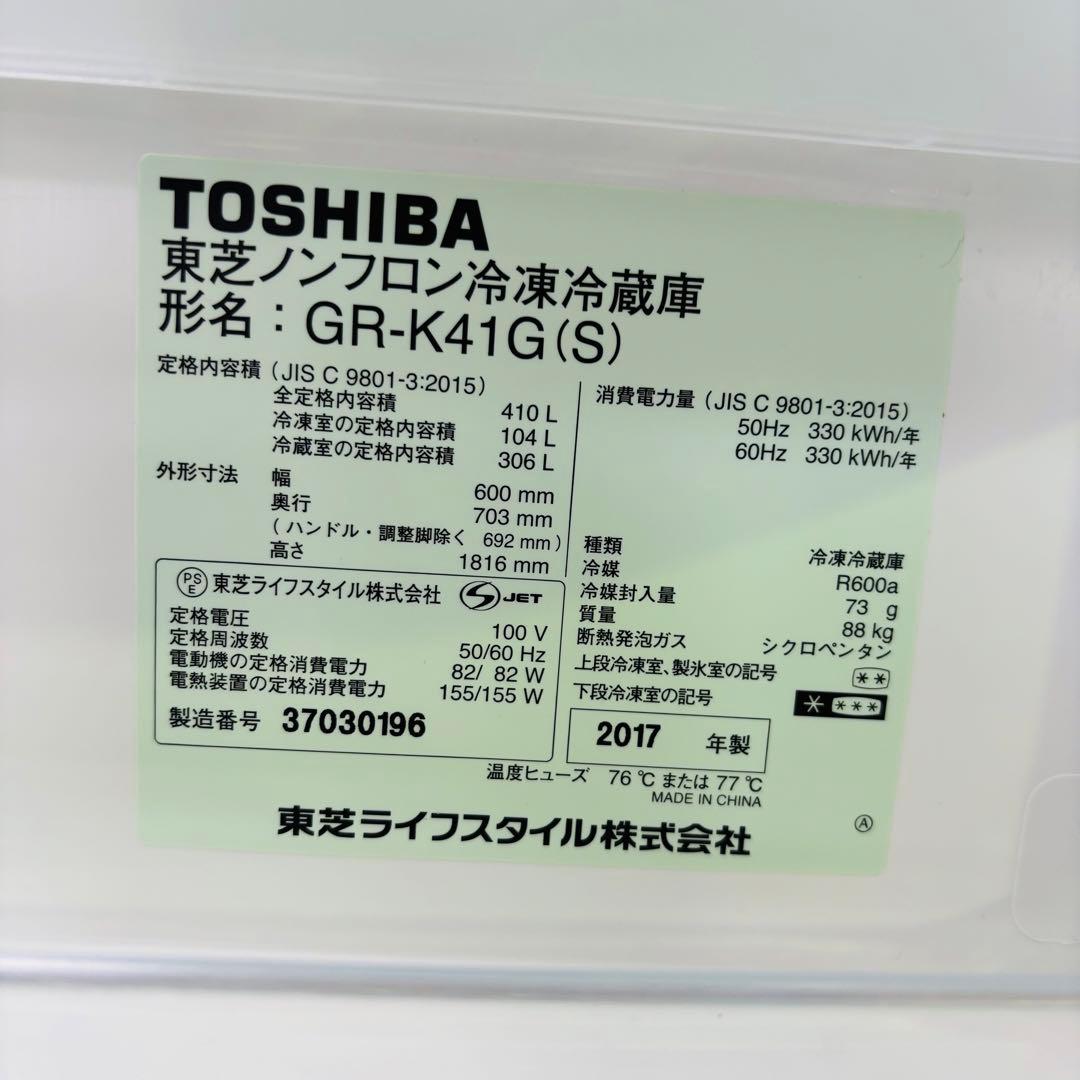 TOSHIBA
東芝ノンフロン冷凍冷蔵庫
形名：GR-K41G(S)
定格内容積 (JIS C 9801-3:2015)
全定格内容積 410 L
冷凍室の定格内容積 104 L
冷蔵室の定格内容積 306 L
外形寸法 幅 600 mm
奥行 703 mm
(ハンドル・調整脚除く 692 mm)
高さ 1816 mm
消費電力量 (JIS C 9801-3:2015)
50Hz 330 kWh/年
60Hz 330 kWh/年
種類 冷凍冷蔵庫
冷媒 R600a
冷媒封入量 73 g
質量 88 kg
断熱発泡ガス シクロペンタン
上段冷凍室、製氷室の記号 **
下段冷凍室の記号 * ***
PSE 東芝ライフスタイル株式会社 S JET
定格電圧 100 V
定格周波数 50/60 Hz
電動機の定格消費電力 82/ 82 W
電熱装置の定格消費電力 155/155 W
製造番号 37030196
2017 年製
温度ヒューズ 76 ℃ または 77 ℃
MADE IN CHINA
東芝ライフスタイル株式会社
Ⓐ